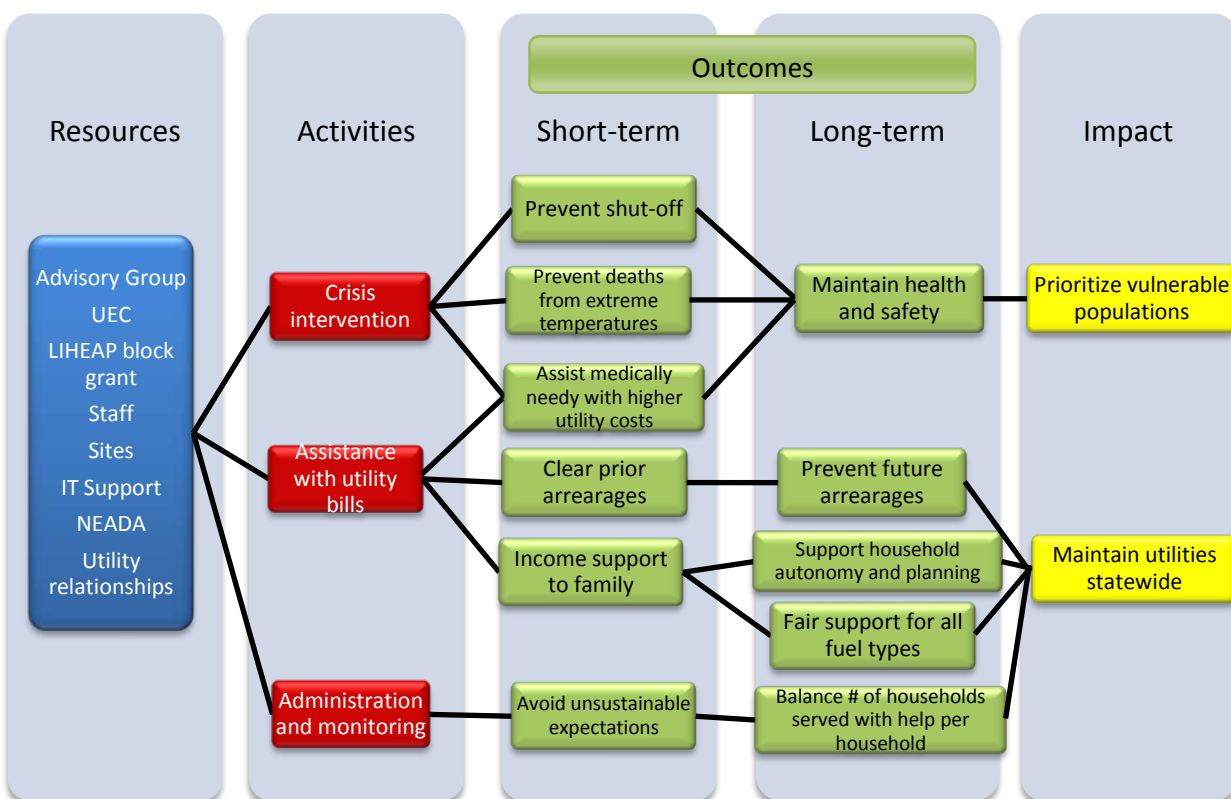 Outcomes
Resources
Activities
Short-term
Long-term
Impact
Advisory Group
UEC
LIHEAP block
grant
Staff
Sites
IT Support
NEADA
Utility
relationships
Crisis
intervention
Assistance
with utility
bills
Administration
and monitoring
Prevent shut-off
Prevent deaths
from extreme
temperatures
Assist medically
needy with higher
utility costs
Clear prior
arrearages
Income support
to family
Avoid unsustainable
expectations
Maintain health
and safety
Prevent future
arrearages
Support household
autonomy and planning
Fair support for all
fuel types
Balance # of households
served with help per
household
Prioritize vulnerable
populations
Maintain utilities
statewide